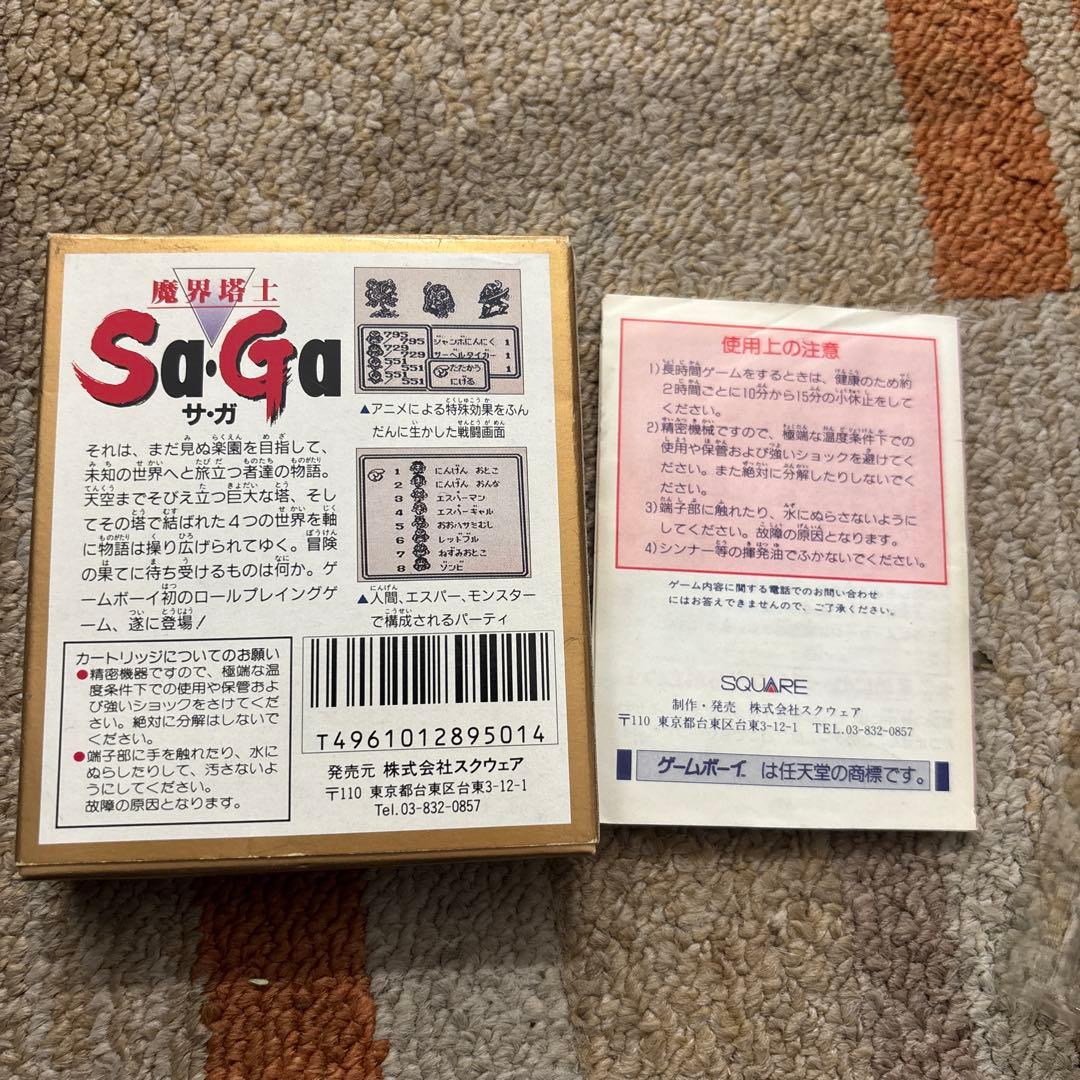 魔界塔士
Sa・Ga
サ・ガ
それは、まだ見ぬ楽園を目指して、
未知の世界へと旅立つ者達の物語。
天空までそびえ立つ巨大な塔、そし
てその塔で結ばれた4つの世界を軸
に物語は操り広げられてゆく。冒険
の果てに待ち受けるものは何か。ゲ
ームボーイ初のロールプレイングゲ
ーム、遂に登場！
カートリッジについてのお願い
●精密機器ですので、極端な温
度条件下での使用や保管およ
び強いショックをさけてくだ
さい。絶対に分解はしないで
ください。
●端子部に手を触れたり、水に
ぬらしたりして、汚さないよ
うにしてください。
故障の原因となります。
795
795
729
729
551
551
551
551
ジャンボにんにく 1
サーベルタイガー 1
たたかう
にげる
▲アニメによる特殊効果をふん
だんに生かした戦闘画面
1 にんげん おとこ
2 にんげん おんな
3 エスパーマン
4 エスパーギャル
5 おおハサミむし
6 レッドブル
7 ねずみおとこ
8 ゾンビ
▲人間、エスパー、モンスター
で構成されるパーティ
T4961012895014
発売元 株式会社スクウェア
〒110 東京都台東区台東3-12-1
Tel.03-832-0857
使用上の注意
1)長時間ゲームをするときは、健康のため約
2時間ごとに10分から15分の小休止をして
ください。
2)精密機械ですので、極端な温度条件下での
使用や保管および強いショックを避けてく
ださい。また絶対に分解したりしないでく
ださい。
3)端子部に触れたり、水にぬらさないように
してください。故障の原因となります。
4)シンナー等の揮発油でふかないでください。
ゲーム内容に関する電話でのお問い合わせ
にはお答えできませんので、ご了承ください。
SQUARE
制作・発売 株式会社スクウェア
〒110 東京都台東区台東3-12-1 TEL.03-832-0857
ゲームボーイ は任天堂の商標です。